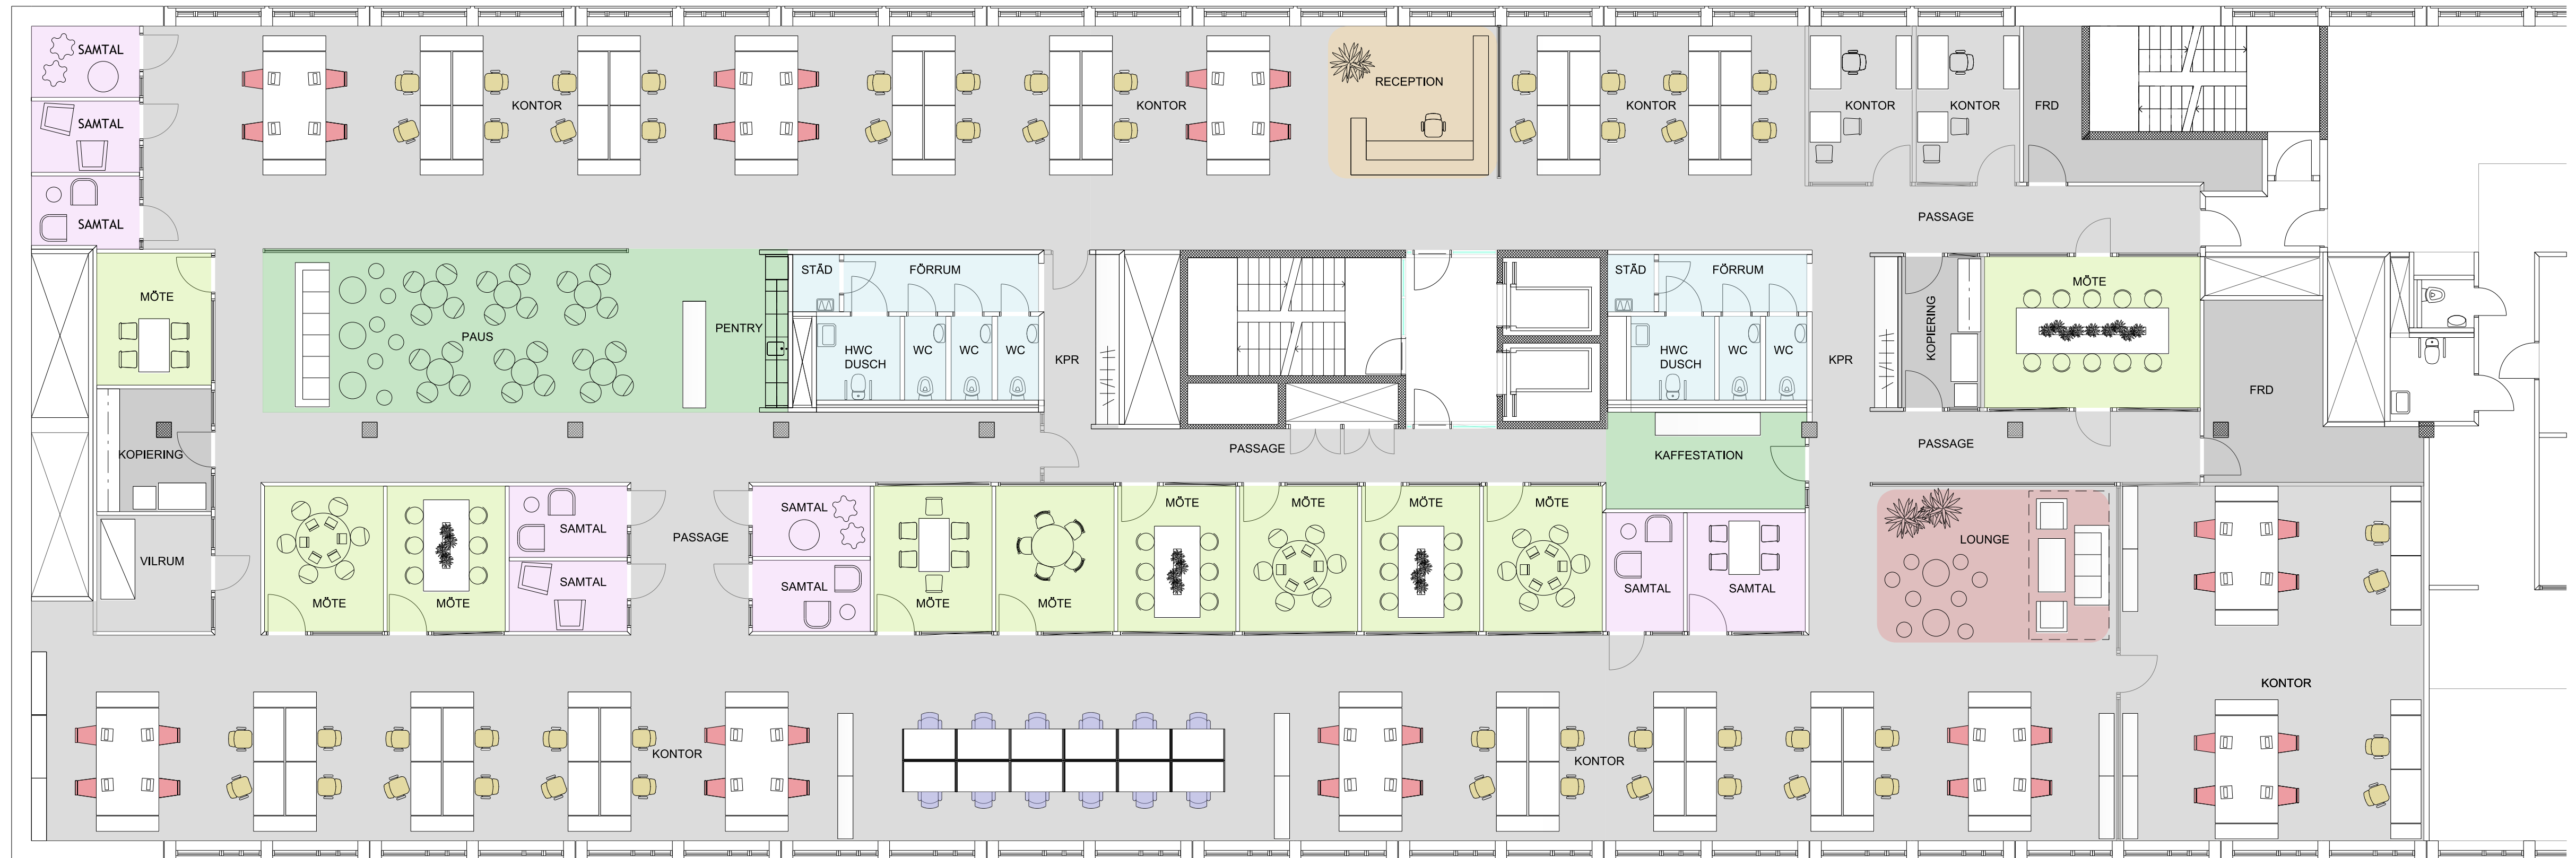 SAMTAL
SAMTAL
SAMTAL
KONTOR
KONTOR
RECEPTION
KONTOR
KONTOR
KONTOR
FRD
PASSAGE
MÖTE
PAUS
PENTRY
STÄD
FÖRRUM
HWC
DUSCH
WC
WC
WC
KPR
STÄD
FÖRRUM
HWC
DUSCH
WC
WC
KPR
KOPIERING
MÖTE
FRD
KOPIERING
PASSAGE
KAFFESTATION
PASSAGE
VILRUM
MÖTE
MÖTE
SAMTAL
SAMTAL
PASSAGE
SAMTAL
SAMTAL
MÖTE
MÖTE
MÖTE
MÖTE
MÖTE
MÖTE
SAMTAL
SAMTAL
LOUNGE
KONTOR
KONTOR
KONTOR